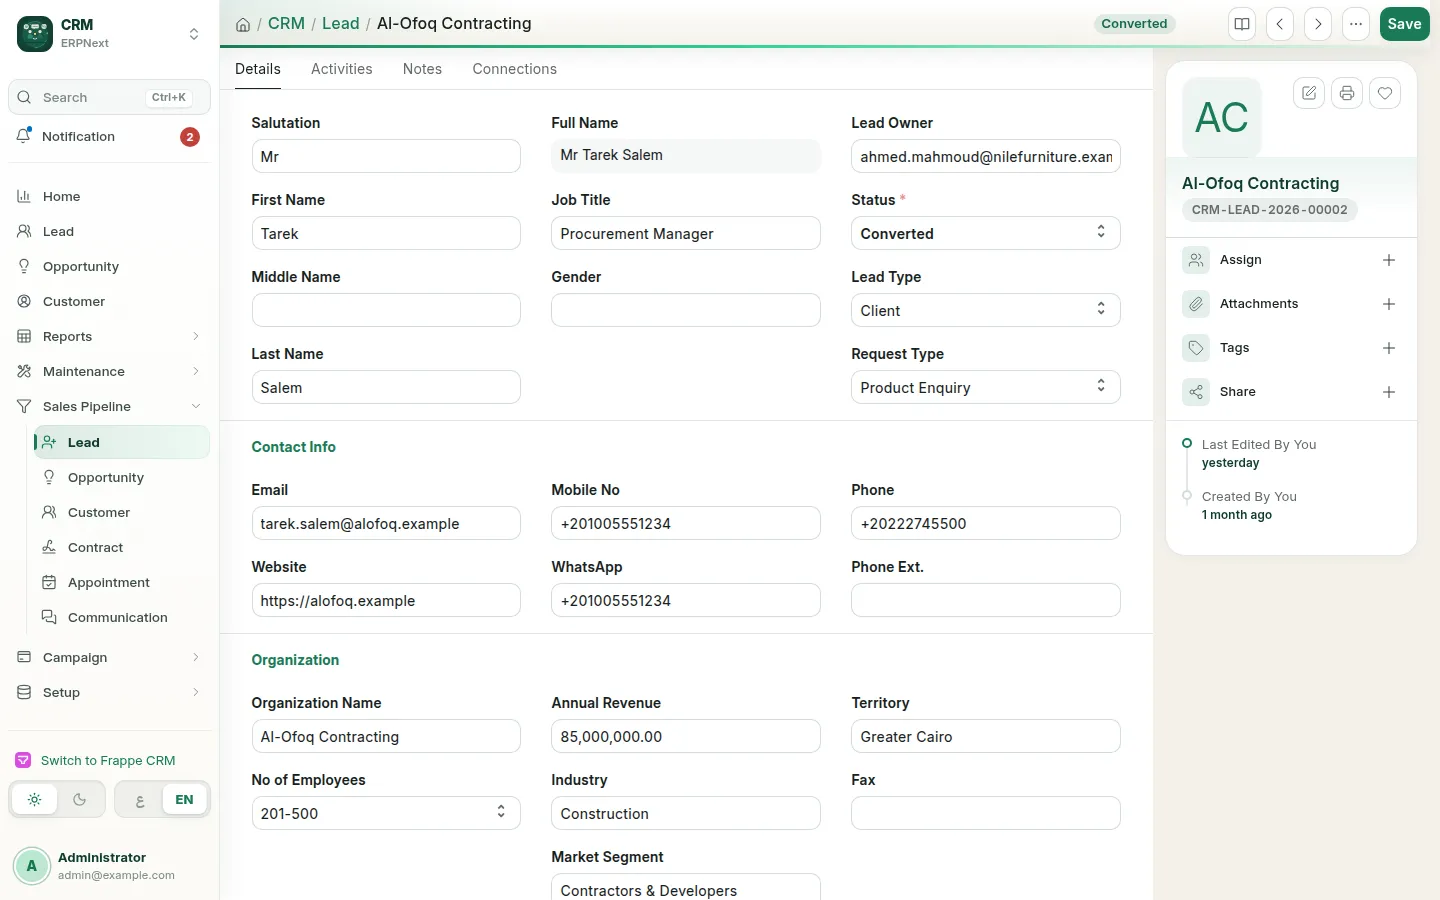 CRM
ERPNext
Search
Ctrl+K
Notification
2
Home
Lead
Opportunity
Customer
Reports
Maintenance
Sales Pipeline
Lead
Opportunity
Customer
Contract
Appointment
Communication
Campaign
Setup
Switch to Frappe CRM
ع
EN
A
Administrator
admin@example.com
/ CRM / Lead / Al-Ofoq Contracting
Converted
Save
Details
Activities
Notes
Connections
Salutation
Mr
Full Name
Mr Tarek Salem
Lead Owner
ahmed.mahmoud@nilefurniture.exam
First Name
Tarek
Job Title
Procurement Manager
Status *
Converted
Middle Name
Gender
Lead Type
Client
Last Name
Salem
Request Type
Product Enquiry
Contact Info
Email
tarek.salem@alofoq.example
Mobile No
+201005551234
Phone
+20222745500
Website
https://alofoq.example
WhatsApp
+201005551234
Phone Ext.
Organization
Organization Name
Al-Ofoq Contracting
Annual Revenue
85,000,000.00
Territory
Greater Cairo
No of Employees
201-500
Industry
Construction
Fax
Market Segment
Contractors & Developers
AC
Al-Ofoq Contracting
CRM-LEAD-2026-00002
Assign
Attachments
Tags
Share
Last Edited By You
yesterday
Created By You
1 month ago